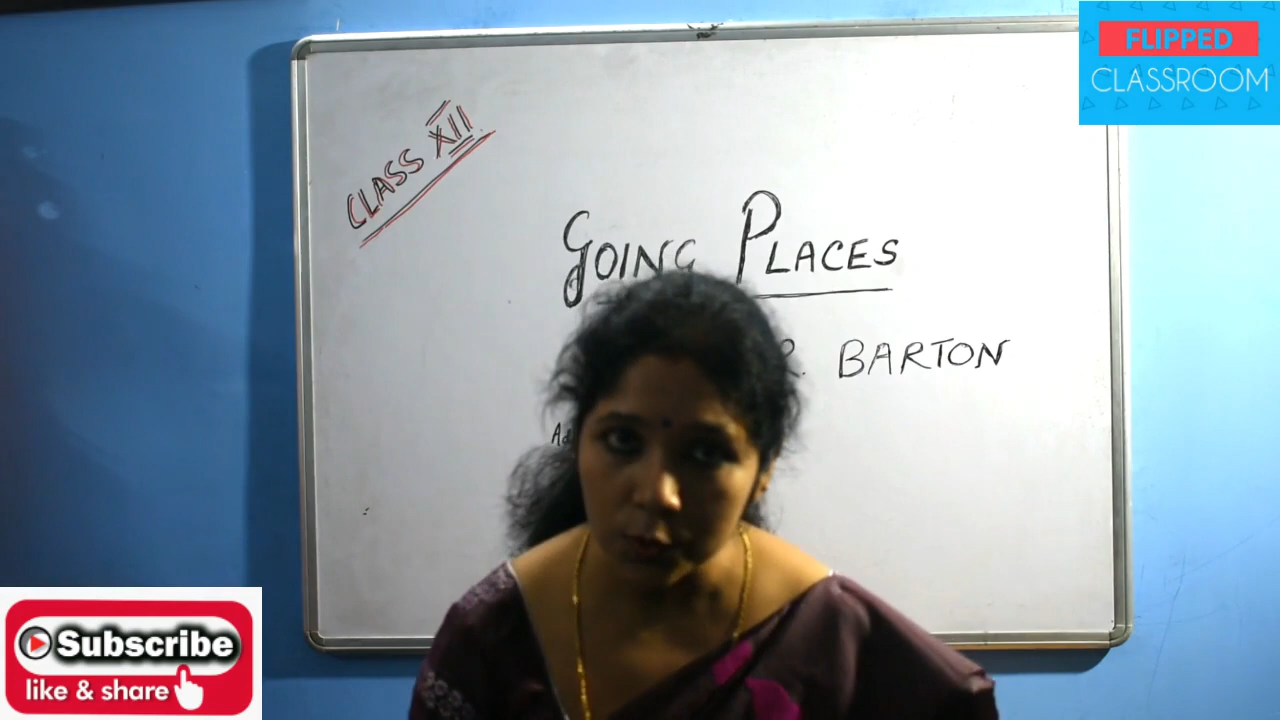 FLIPPED
CLASSROOM
CLASS XII
GOING PLACES
R. BARTON
Subscribe
like & share